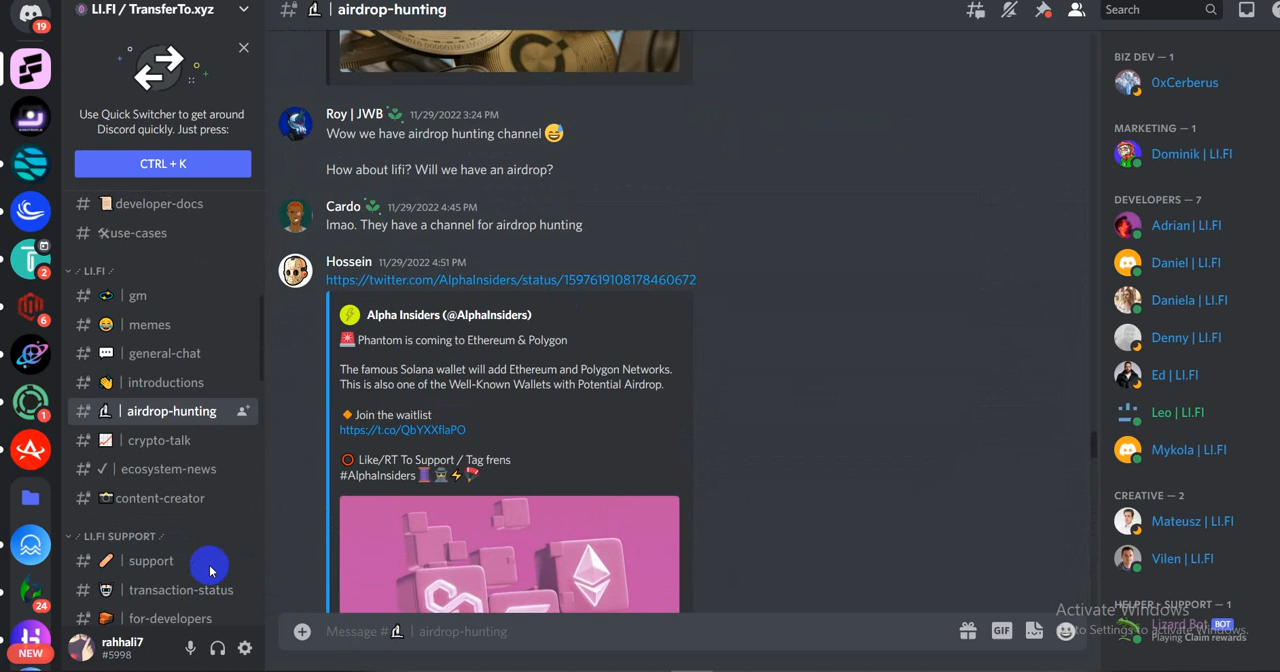 19
LI.FI / TransferTo.xyz
# | airdrop-hunting
Search
Use Quick Switcher to get around
Discord quickly. Just press:
CTRL + K
# developer-docs
# use-cases
LI.FI
# | gm
# | memes
# | general-chat
# | introductions
# | airdrop-hunting
# | crypto-talk
# ✓ | ecosystem-news
# content-creator
LI.FI SUPPORT
# | support
# | transaction-status
# | for-developers
rahhali7
#5998
2
6
1
24
NEW
Roy | JWB 11/29/2022 3:24 PM
Wow we have airdrop hunting channel
How about lifi? Will we have an airdrop?
Cardo 11/29/2022 4:45 PM
lmao. They have a channel for airdrop hunting
Hossein 11/29/2022 4:51 PM
https://twitter.com/AlphaInsiders/status/1597619108178460672
Alpha Insiders (@AlphaInsiders)
Phantom is coming to Ethereum & Polygon
The famous Solana wallet will add Ethereum and Polygon Networks.
This is also one of the Well-Known Wallets with Potential Airdrop.
Join the waitlist
https://t.co/QbYXXflaPO
Like/RT To Support / Tag frens
#AlphaInsiders
Message # | airdrop-hunting
GIF
BIZ DEV — 1
0xCerberus
MARKETING — 1
Dominik | LI.FI
DEVELOPERS — 7
Adrian | LI.FI
Daniel | LI.FI
Daniela | LI.FI
Denny | LI.FI
Ed | LI.FI
Leo | LI.FI
Mykola | LI.FI
CREATIVE — 2
Mateusz | LI.FI
Vilen | LI.FI
HELPER + SUPPORT — 1
Lizard Bot BOT
Playing Claim rewards
Activate Windows
to Settings to activate Windows.